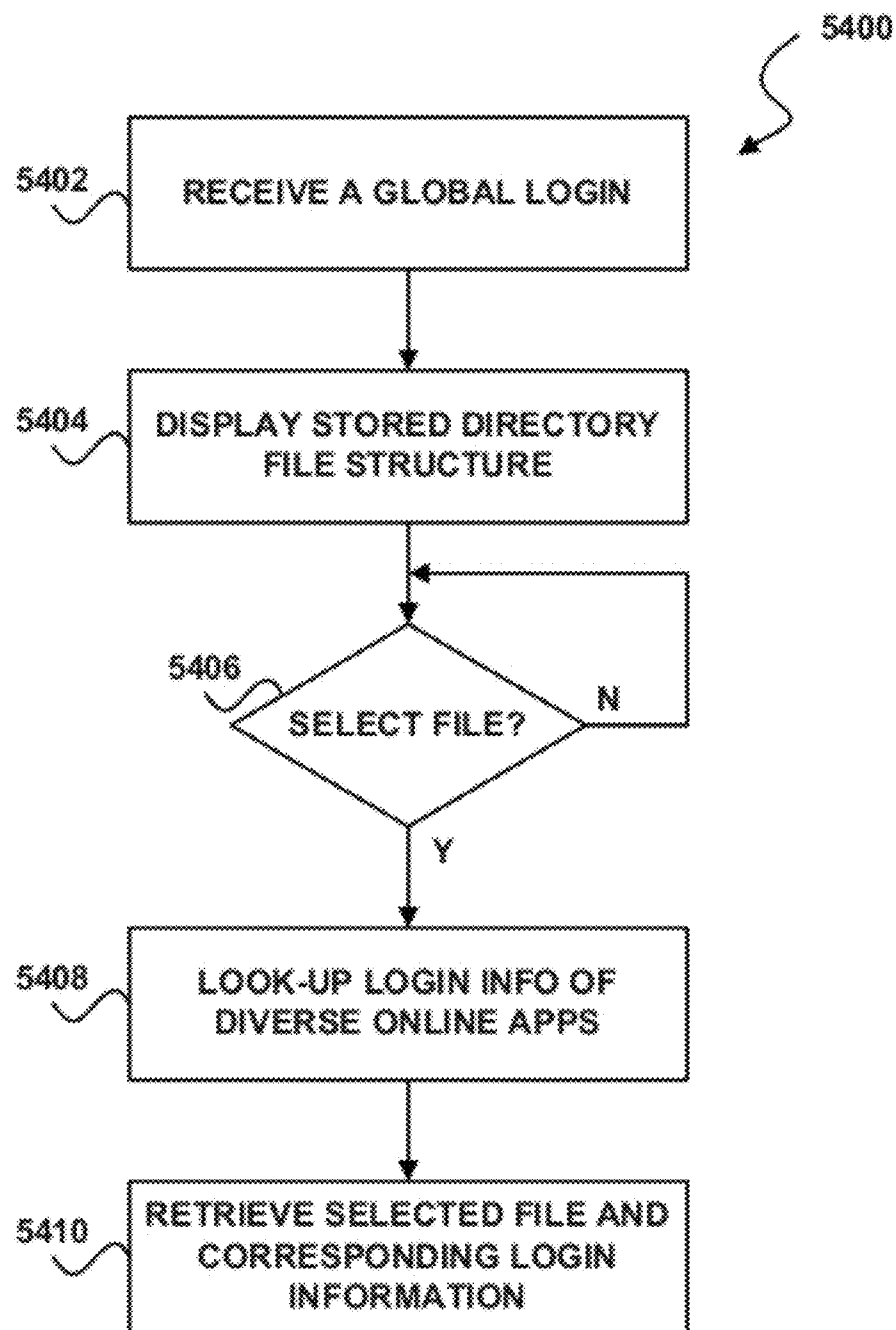 5400
5402
RECEIVE A GLOBAL LOGIN
5404
DISPLAY STORED DIRECTORY
FILE STRUCTURE
5406
SELECT FILE?
N
Y
5408
LOOK-UP LOGIN INFO OF
DIVERSE ONLINE APPS
5410
RETRIEVE SELECTED FILE AND
CORRESPONDING LOGIN
INFORMATION